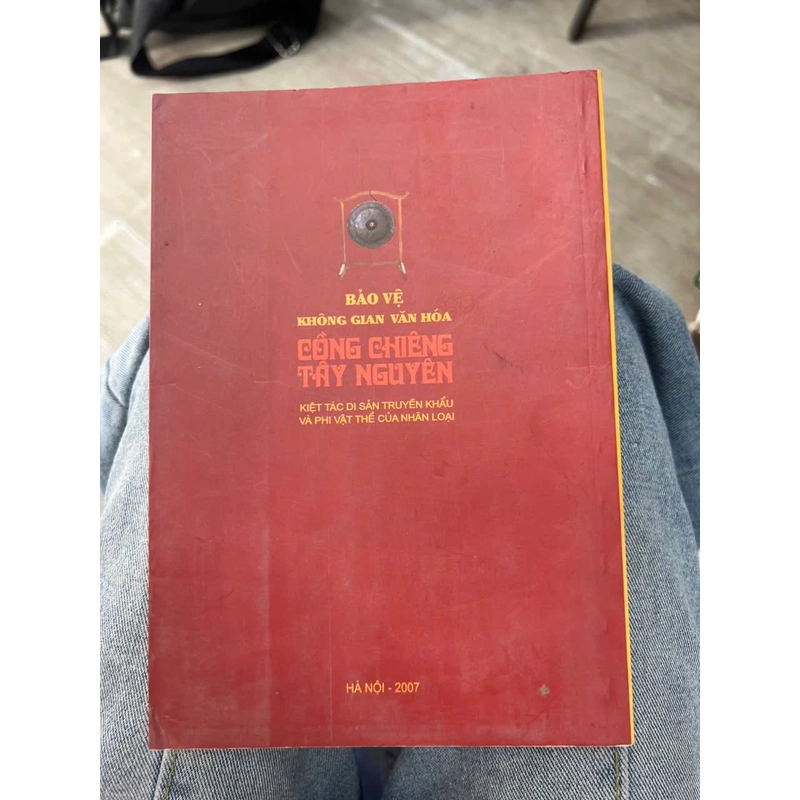 BẢO VỆ
KHÔNG GIAN VĂN HÓA
CỒNG CHIÊNG
TÂY NGUYÊN
KIỆT TÁC DI SẢN TRUYỀN KHẨU
VÀ PHI VẬT THỂ CỦA NHÂN LOẠI
HÀ NỘI - 2007